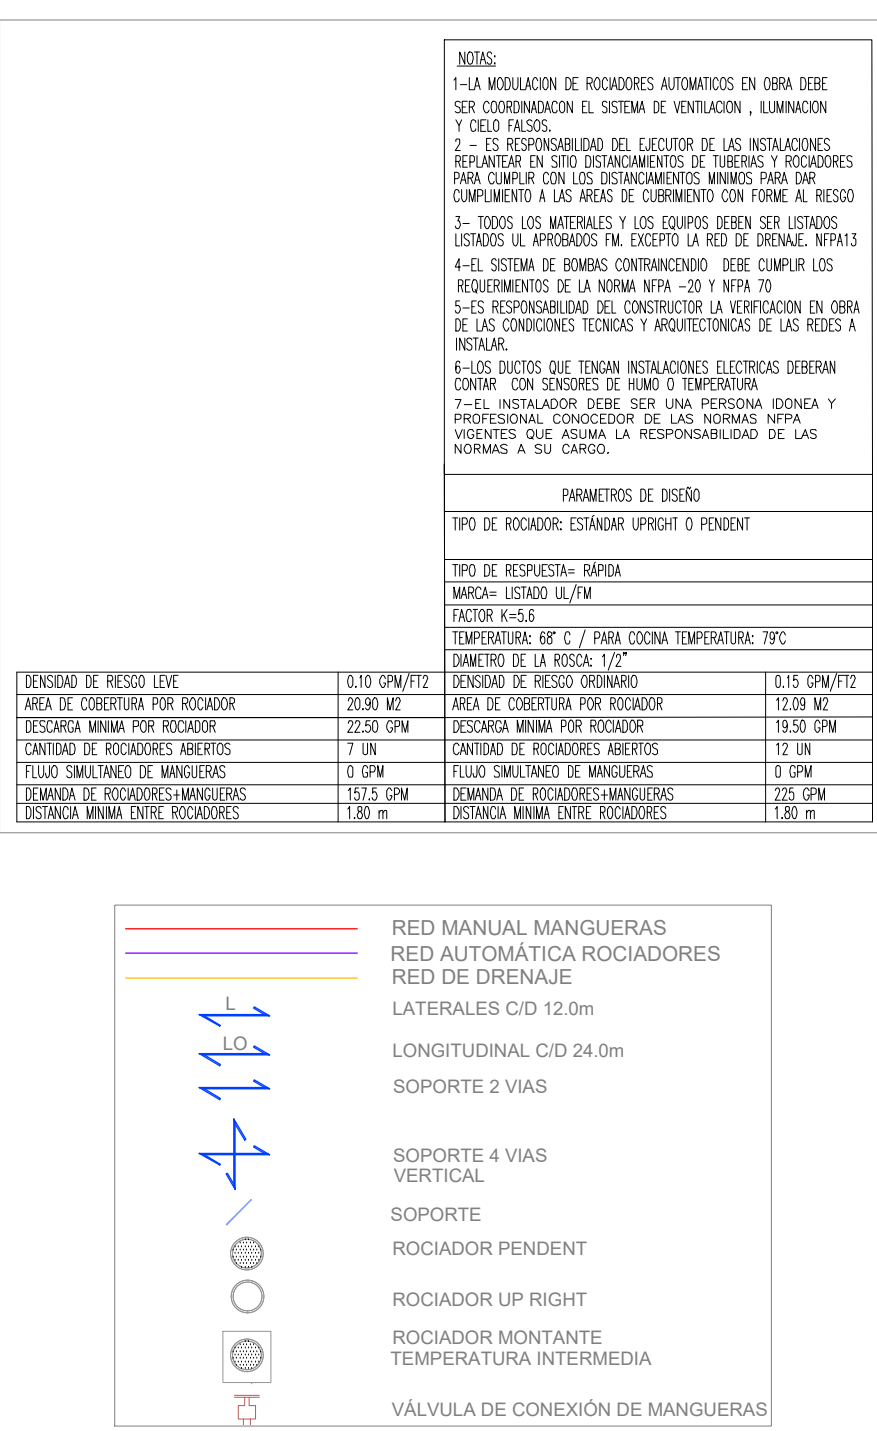 NOTAS:
1-LA MODULACION DE ROCIADORES AUTOMATICOS EN OBRA DEBE
SER COORDINADACON EL SISTEMA DE VENTILACION , ILUMINACION
Y CIELO FALSOS.
2 - ES RESPONSABILIDAD DEL EJECUTOR DE LAS INSTALACIONES
REPLANTEAR EN SITIO DISTANCIAMIENTOS DE TUBERIAS Y ROCIADORES
PARA CUMPLIR CON LOS DISTANCIAMIENTOS MINIMOS PARA DAR
CUMPLIMIENTO A LAS AREAS DE CUBRIMIENTO CON FORME AL RIESGO
3- TODOS LOS MATERIALES Y LOS EQUIPOS DEBEN SER LISTADOS
LISTADOS UL APROBADOS FM. EXCEPTO LA RED DE DRENAJE. NFPA13
4-EL SISTEMA DE BOMBAS CONTRAINCENDIO DEBE CUMPLIR LOS
REQUERIMIENTOS DE LA NORMA NFPA -20 Y NFPA 70
5-ES RESPONSABILIDAD DEL CONSTRUCTOR LA VERIFICACION EN OBRA
DE LAS CONDICIONES TECNICAS Y ARQUITECTONICAS DE LAS REDES A
INSTALAR.
6-LOS DUCTOS QUE TENGAN INSTALACIONES ELECTRICAS DEBERAN
CONTAR CON SENSORES DE HUMO O TEMPERATURA
7-EL INSTALADOR DEBE SER UNA PERSONA IDONEA Y
PROFESIONAL CONOCEDOR DE LAS NORMAS NFPA
VIGENTES QUE ASUMA LA RESPONSABILIDAD DE LAS
NORMAS A SU CARGO.
PARAMETROS DE DISEÑO
TIPO DE ROCIADOR: ESTÁNDAR UPRIGHT O PENDENT
TIPO DE RESPUESTA= RÁPIDA
MARCA= LISTADO UL/FM
FACTOR K=5.6
TEMPERATURA: 68° C / PARA COCINA TEMPERATURA: 79°C
DIAMETRO DE LA ROSCA: 1/2"
DENSIDAD DE RIESGO LEVE 0.10 GPM/FT2 DENSIDAD DE RIESGO ORDINARIO 0.15 GPM/FT2
AREA DE COBERTURA POR ROCIADOR 20.90 M2 AREA DE COBERTURA POR ROCIADOR 12.09 M2
DESCARGA MINIMA POR ROCIADOR 22.50 GPM DESCARGA MINIMA POR ROCIADOR 19.50 GPM
CANTIDAD DE ROCIADORES ABIERTOS 7 UN CANTIDAD DE ROCIADORES ABIERTOS 12 UN
FLUJO SIMULTANEO DE MANGUERAS 0 GPM FLUJO SIMULTANEO DE MANGUERAS 0 GPM
DEMANDA DE ROCIADORES+MANGUERAS 157.5 GPM DEMANDA DE ROCIADORES+MANGUERAS 225 GPM
DISTANCIA MINIMA ENTRE ROCIADORES 1.80 m DISTANCIA MINIMA ENTRE ROCIADORES 1.80 m
RED MANUAL MANGUERAS
RED AUTOMÁTICA ROCIADORES
RED DE DRENAJE
L LATERALES C/D 12.0m
LO LONGITUDINAL C/D 24.0m
SOPORTE 2 VIAS
SOPORTE 4 VIAS
VERTICAL
SOPORTE
ROCIADOR PENDENT
ROCIADOR UP RIGHT
ROCIADOR MONTANTE
TEMPERATURA INTERMEDIA
VÁLVULA DE CONEXIÓN DE MANGUERAS